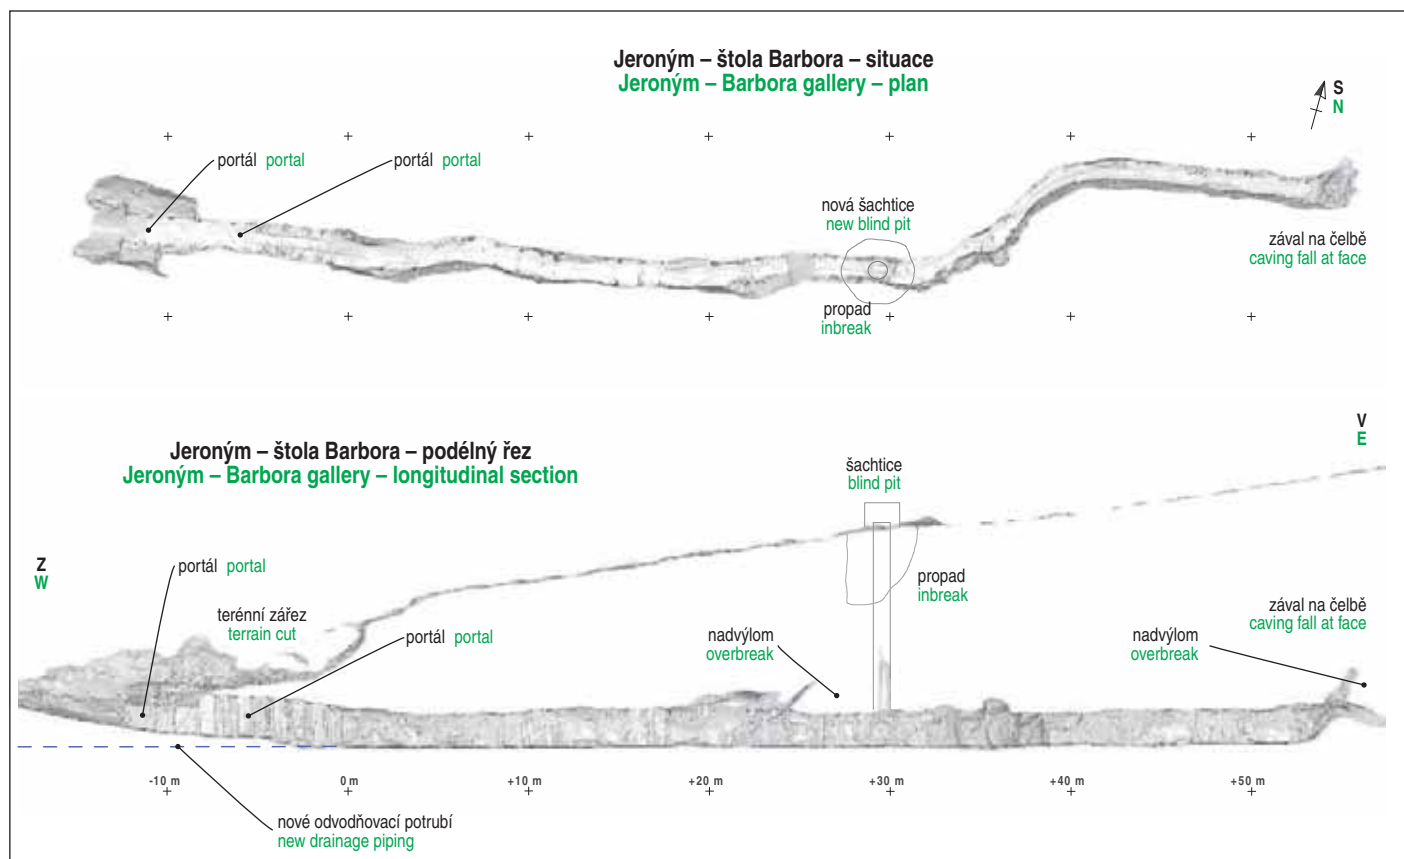 Jeroným – štola Barbora – situace
Jeroným – Barbora gallery – plan
S
N
portál portal
portál portal
nová šachtice
new blind pit
zával na čelbě
caving fall at face
propad
inbreak
V
E
Jeroným – štola Barbora – podélný řez
Jeroným – Barbora gallery – longitudinal section
šachtice
blind pit
Z
W
portál portal
propad
inbreak
terénní zářez
terrain cut
portál portal
nadvýlom
overbreak
zával na čelbě
caving fall at face
nadvýlom
overbreak
-10 m 0 m +10 m +20 m +30 m +40 m +50 m
nové odvodňovací potrubí
new drainage piping